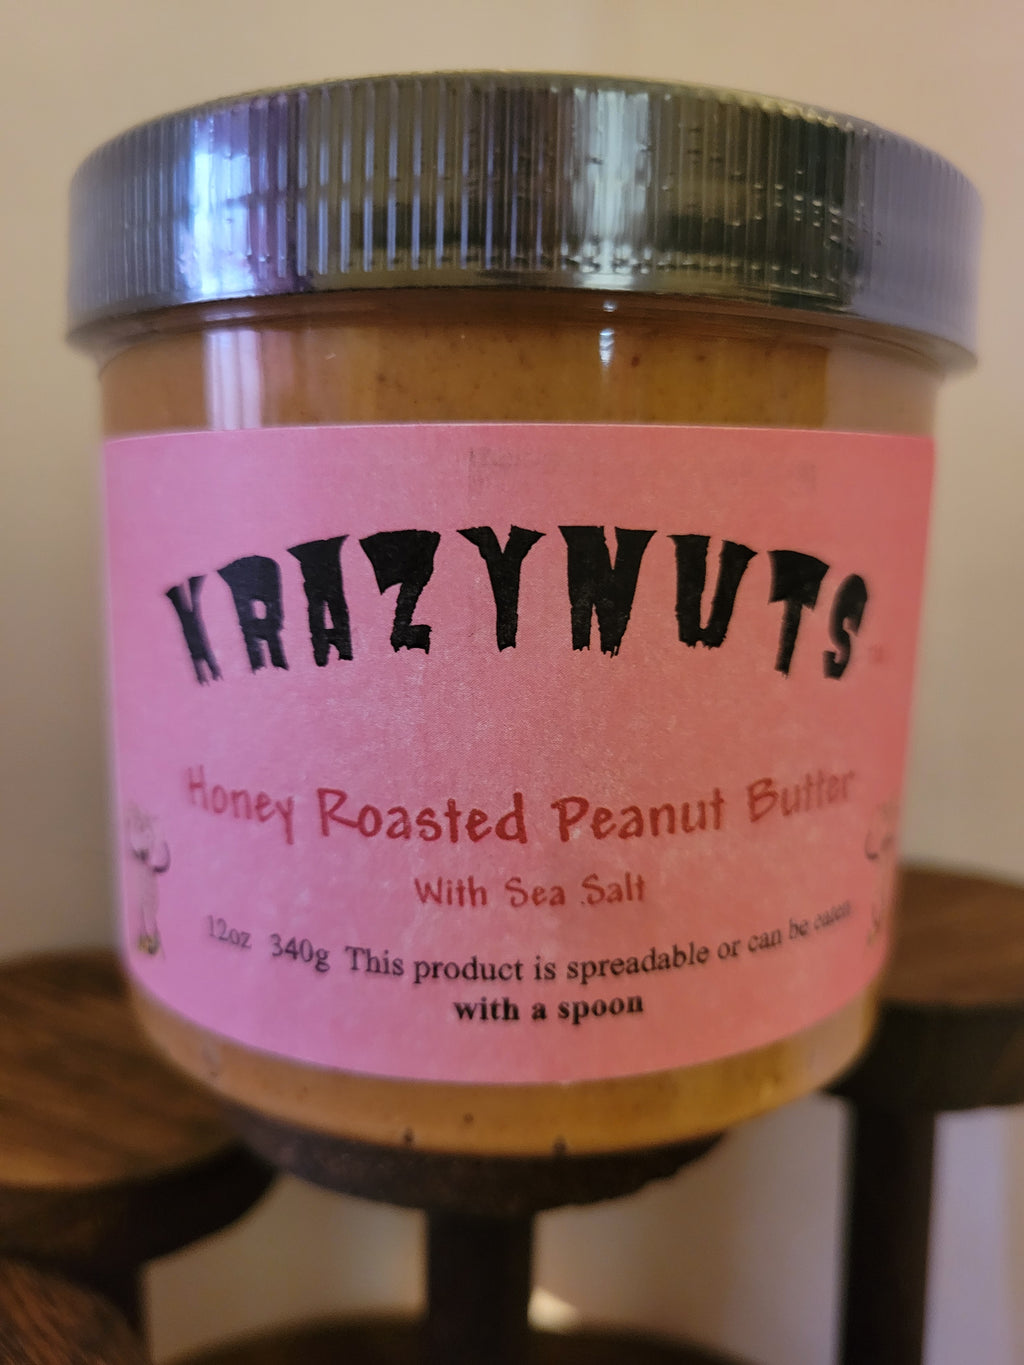 KRAZYNUTS
Honey Roasted Peanut Butter
With Sea Salt
12oz 340g This product is spreadable or can be eaten
with a spoon